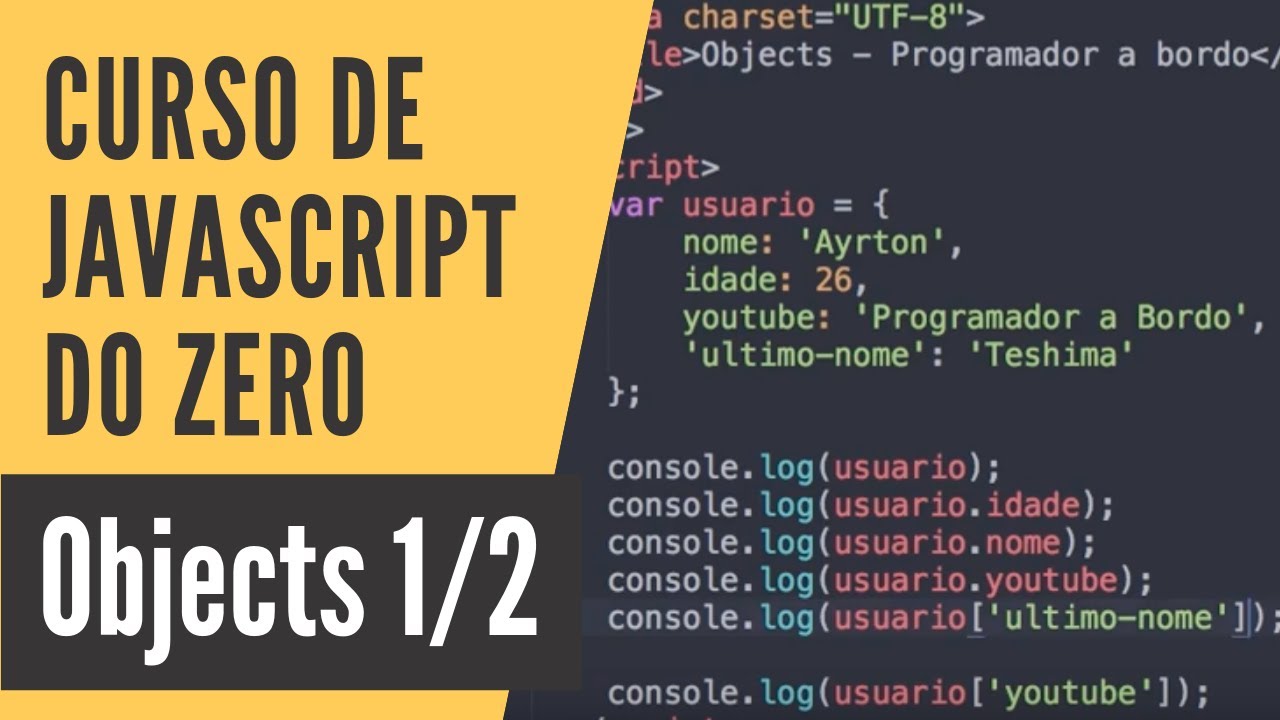 CURSO DE
JAVASCRIPT
DO ZERO
Objects 1/2
a charset="UTF-8">
le>Objects - Programador a bordo</
d>
>
cript>
var usuario = {
nome: 'Ayrton',
idade: 26,
youtube: 'Programador a Bordo',
'ultimo-nome': 'Teshima'
};
console.log(usuario);
console.log(usuario.idade);
console.log(usuario.nome);
console.log(usuario.youtube);
console.log(usuario['ultimo-nome']);
console.log(usuario['youtube']);